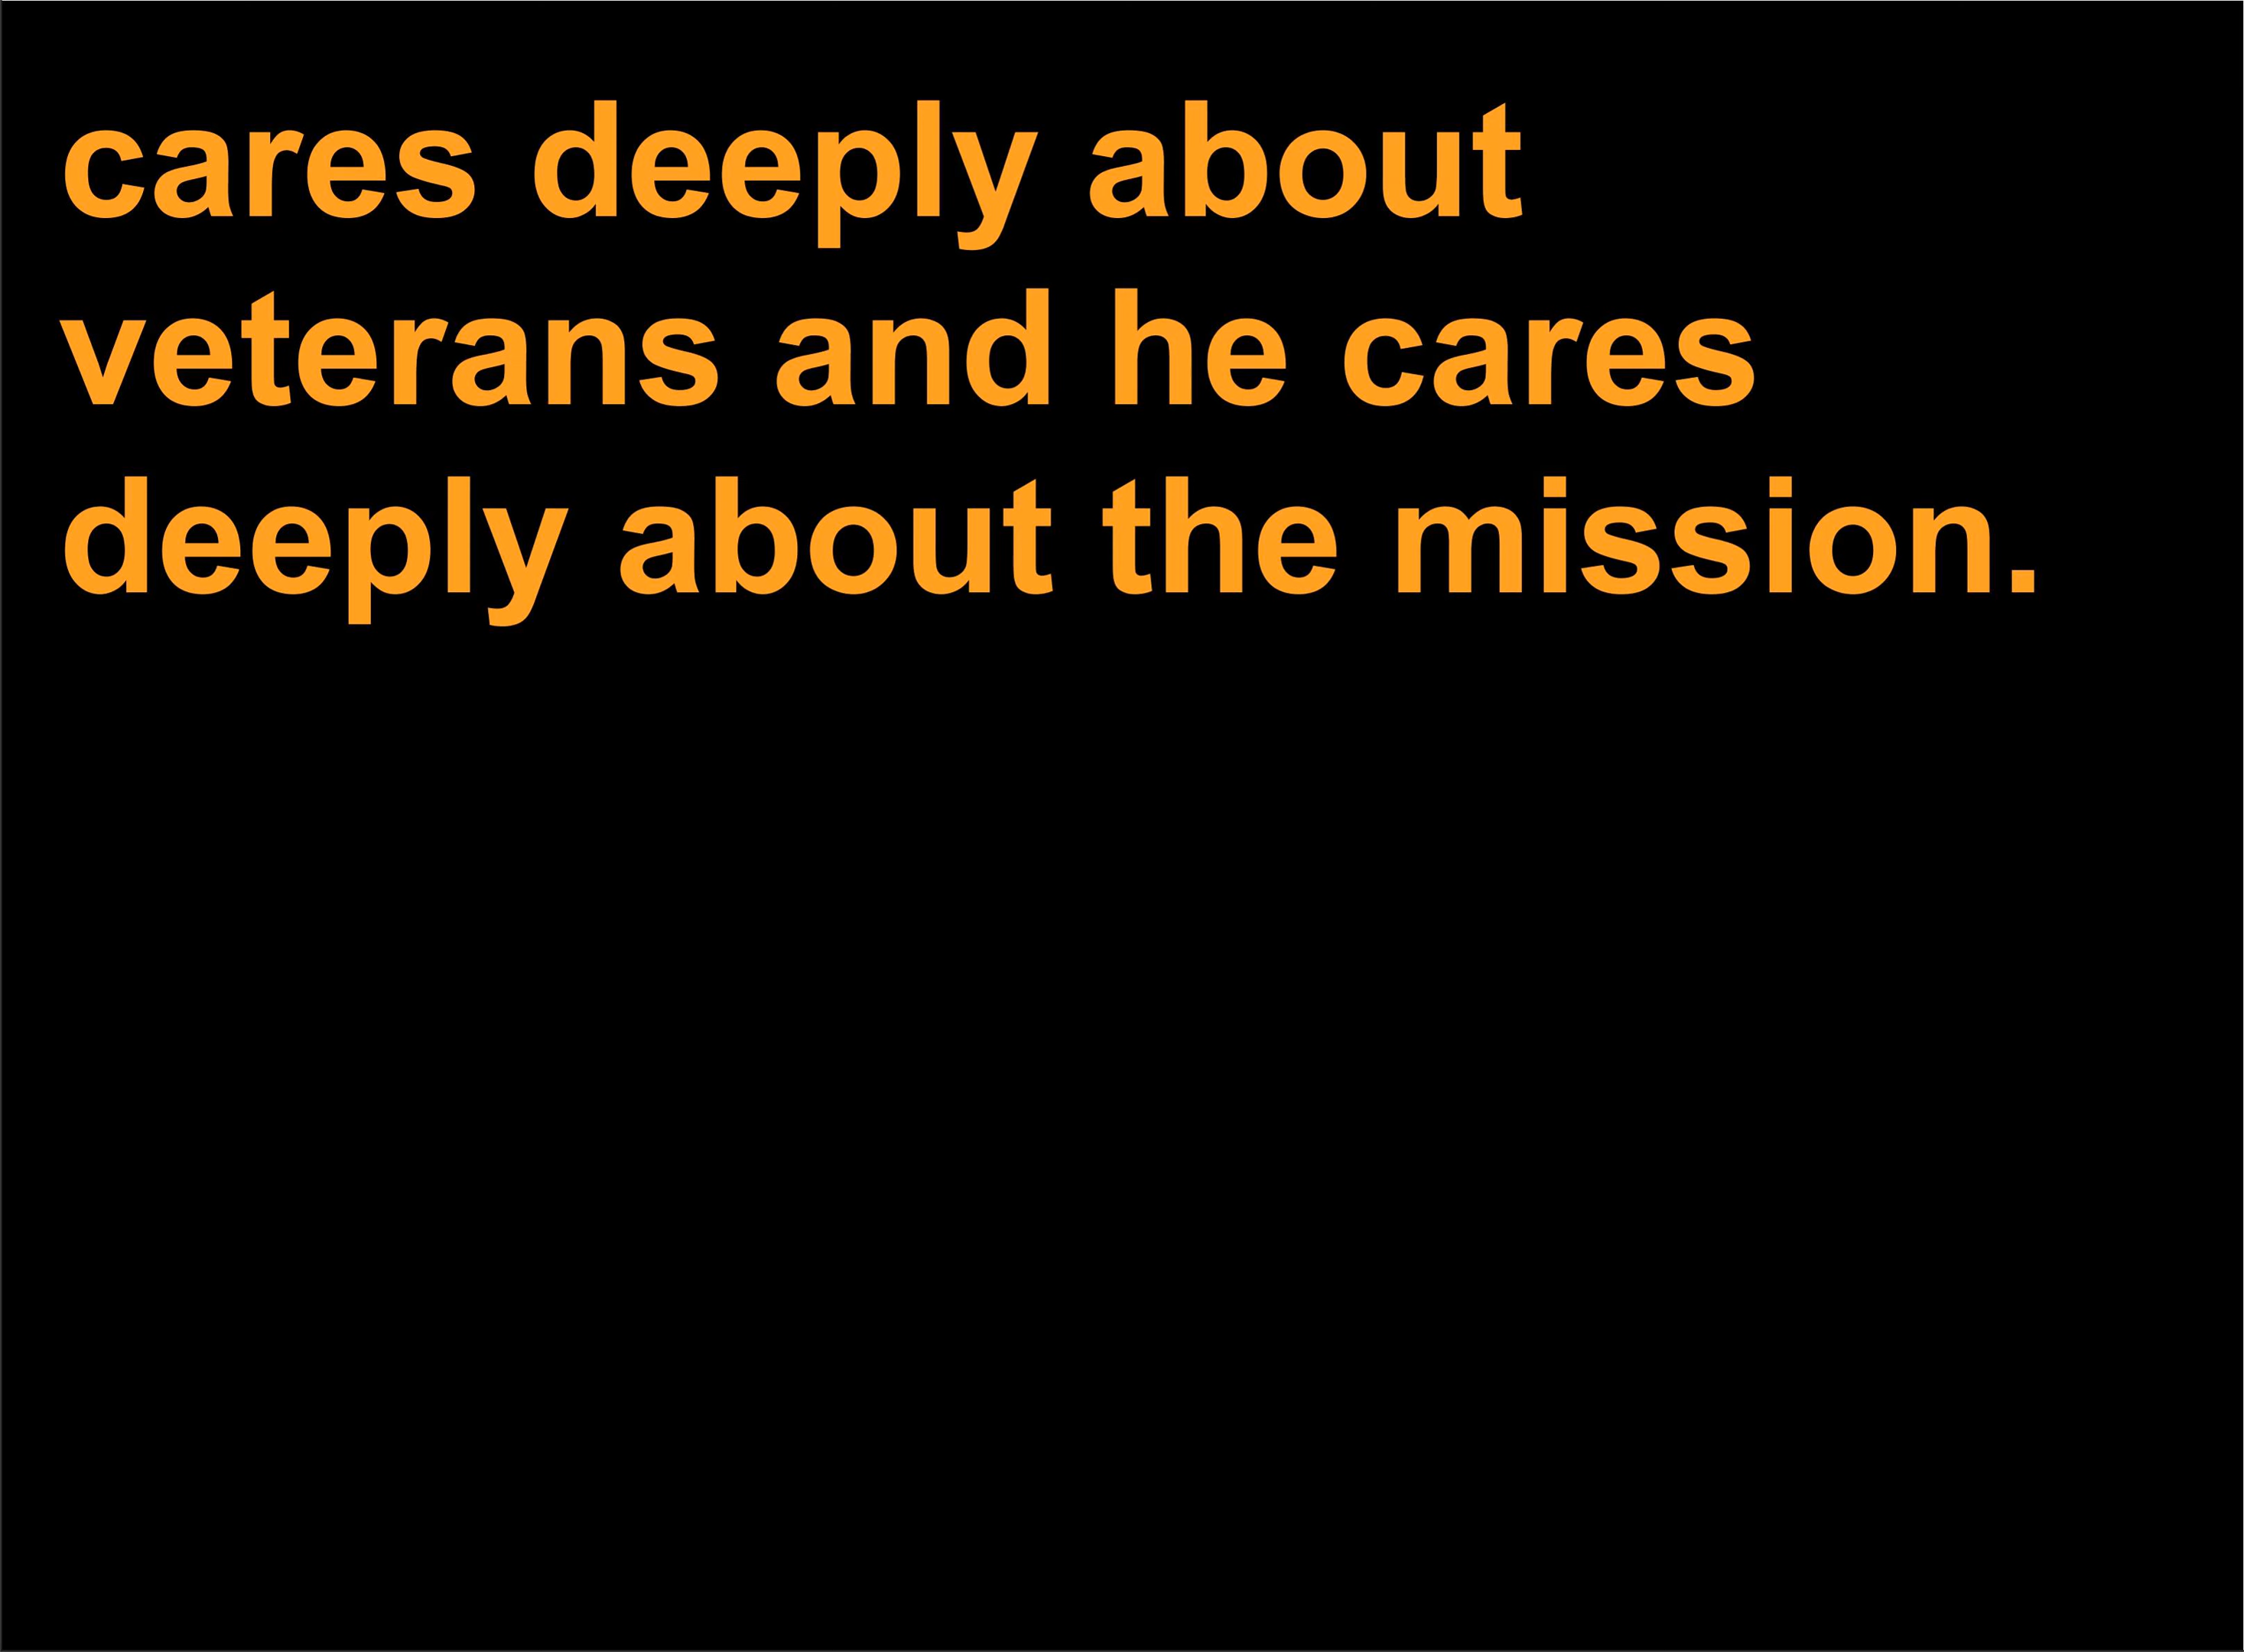 cares deeply about
veterans and he cares
deeply about the mission.